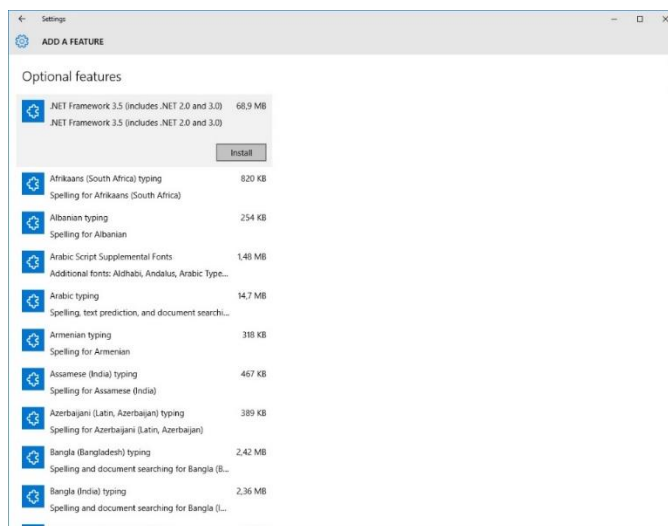 Settings
ADD A FEATURE
Optional features
.NET Framework 3.5 (includes .NET 2.0 and 3.0) 68,9 MB
.NET Framework 3.5 (includes .NET 2.0 and 3.0)
Install
Afrikaans (South Africa) typing 820 KB
Spelling for Afrikaans (South Africa)
Albanian typing 254 KB
Spelling for Albanian
Arabic Script Supplemental Fonts 1,48 MB
Additional fonts: Aldhabi, Andalus, Arabic Type...
Arabic typing 14,7 MB
Spelling, text prediction, and document searchi...
Armenian typing 318 KB
Spelling for Armenian
Assamese (India) typing 467 KB
Spelling for Assamese (India)
Azerbaijani (Latin, Azerbaijan) typing 389 KB
Spelling for Azerbaijani (Latin, Azerbaijan)
Bangla (Bangladesh) typing 2,42 MB
Spelling and document searching for Bangla (B...
Bangla (India) typing 2,36 MB
Spelling and document searching for Bangla (I...